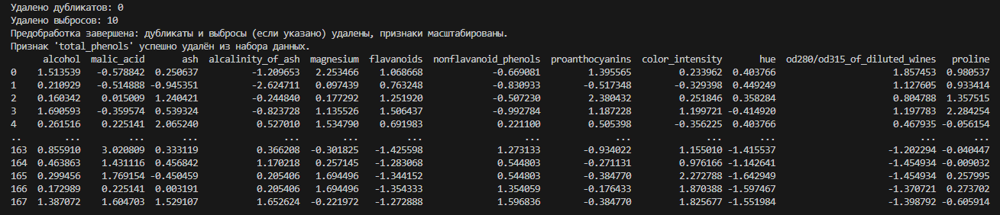 Удалено дубликатов: 0
Удалено выбросов: 10
Предобработка завершена: дубликаты и выбросы (если указано) удалены, признаки масштабированы.
Признак 'total_phenols' успешно удалён из набора данных.
alcohol malic_acid ash alcalinity_of_ash magnesium flavanoids nonflavanoid_phenols proanthocyanins color_intensity hue od280/od315_of_diluted_wines proline
0 1.513539 -0.578842 0.250637 -1.209653 2.253466 1.068668 -0.669081 1.395565 0.233962 0.403766 1.857453 0.980537
1 0.210929 -0.514888 -0.945351 -2.624711 0.097439 0.763248 -0.830933 -0.517348 -0.329398 0.449249 1.127605 0.933414
2 0.160342 0.015009 1.240421 -0.244840 0.177292 1.251920 -0.507230 2.380432 0.251846 0.358284 0.804788 1.357515
3 1.690593 -0.359574 0.539324 -0.823728 1.135526 1.506437 -0.992784 1.187228 1.199721 -0.414920 1.197783 2.284254
4 0.261516 0.225141 2.065240 0.527010 1.534790 0.691983 0.221100 0.505398 -0.356225 0.403766 0.467935 -0.056154
.. ... ... ... ... ... ... ... ... ... ... ... ...
163 0.855910 3.020809 0.333119 0.366208 -0.301825 -1.425598 1.273133 -0.934022 1.155010 -1.415537 -1.202294 -0.040447
164 0.463863 1.431116 0.456842 1.170218 0.257145 -1.283068 0.544803 -0.271131 0.976166 -1.142641 -1.454934 -0.009032
165 0.299456 1.769154 -0.450459 0.205406 1.694496 -1.344152 0.544803 -0.384770 2.272788 -1.642949 -1.454934 0.257995
166 0.172989 0.225141 0.003191 0.205406 1.694496 -1.354333 1.354059 -0.176433 1.870388 -1.597467 -1.370721 0.273702
167 1.387072 1.604703 1.529107 1.652624 -0.221972 -1.272888 1.596836 -0.384770 1.825677 -1.551984 -1.398792 -0.605914